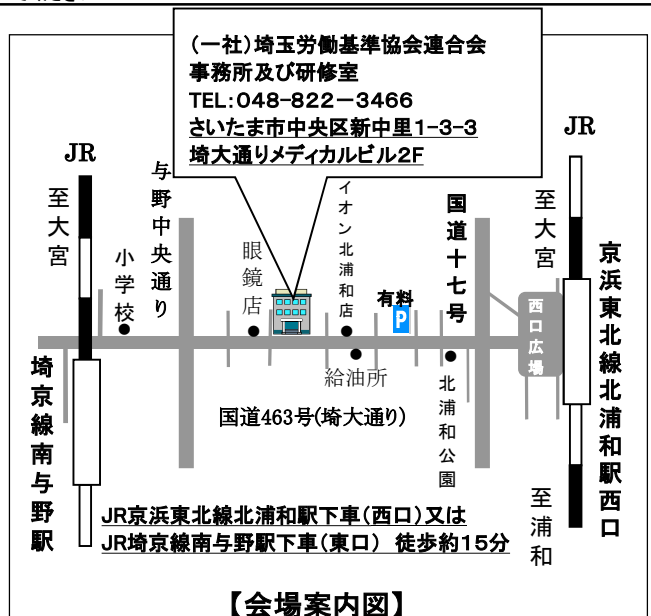 (一社)埼玉労働基準協会連合会
事務所及び研修室
TEL:048-822-3466
さいたま市中央区新中里1-3-3
埼大通りメディカルビル2F
JR
JR
至大宮
小学校
与野中央通り
眼鏡店
イオン北浦和店
有料
P
国道十七号
至大宮
西口広場
京浜東北線北浦和駅西口
埼京線南与野駅
給油所
北浦和公園
国道463号(埼大通り)
至浦和
JR京浜東北線北浦和駅下車(西口)又は
JR埼京線南与野駅下車(東口) 徒歩約15分
【会場案内図】